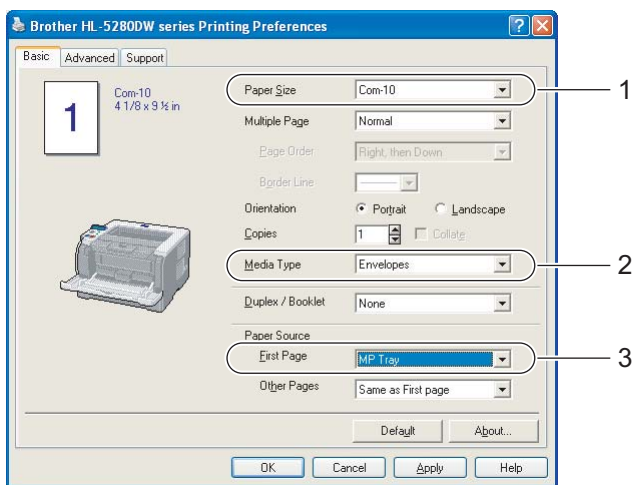 Brother HL-5280DW series Printing Preferences
Basic Advanced Support
1
Com-10
4 1/8 x 9 ½ in
Paper Size Com-10 1
Multiple Page Normal
Page Order Right, then Down
Border Line
Orientation Portrait Landscape
Copies 1 Collate
Media Type Envelopes 2
Duplex / Booklet None
Paper Source
First Page MP Tray 3
Other Pages Same as First page
Default About...
OK Cancel Apply Help